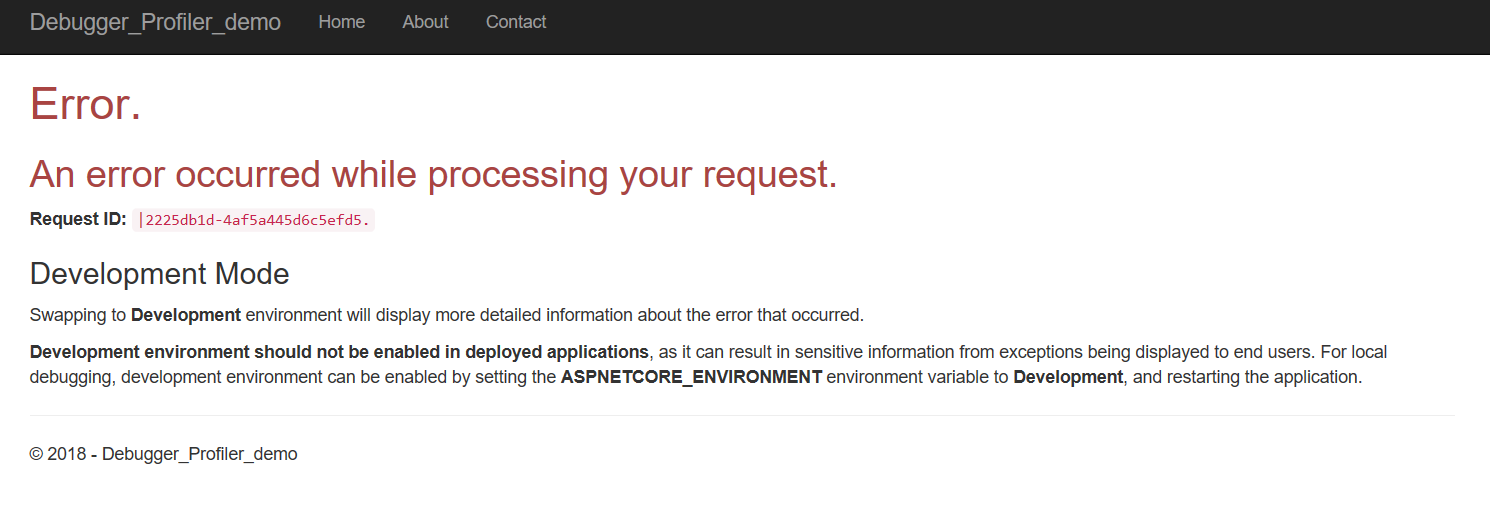 Debugger_Profiler_demo Home About Contact
Error.
An error occurred while processing your request.
Request ID: |2225db1d-4af5a445d6c5efd5.
Development Mode
Swapping to Development environment will display more detailed information about the error that occurred.
Development environment should not be enabled in deployed applications, as it can result in sensitive information from exceptions being displayed to end users. For local
debugging, development environment can be enabled by setting the ASPNETCORE_ENVIRONMENT environment variable to Development, and restarting the application.
© 2018 - Debugger_Profiler_demo